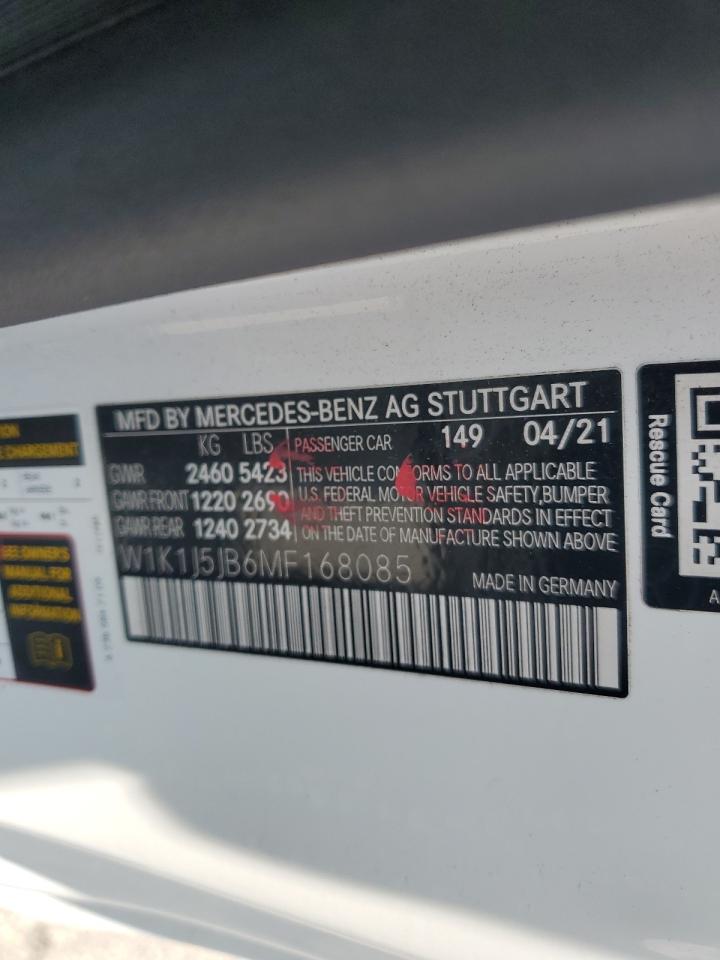 MFD BY MERCEDES-BENZ AG STUTTGART
KG LBS PASSENGER CAR 149 04/21
GVWR 2460 5423 THIS VEHICLE CONFORMS TO ALL APPLICABLE
GAWR FRONT 1220 2690 U.S. FEDERAL MOTOR VEHICLE SAFETY,BUMPER
GAWR REAR 1240 2734 AND THEFT PREVENTION STANDARDS IN EFFECT
ON THE DATE OF MANUFACTURE SHOWN ABOVE
W1K1J5JB6MF168085
MADE IN GERMANY
Rescue Card
A
SEE OWNERS
MANUAL FOR
ADDITIONAL
INFORMATION